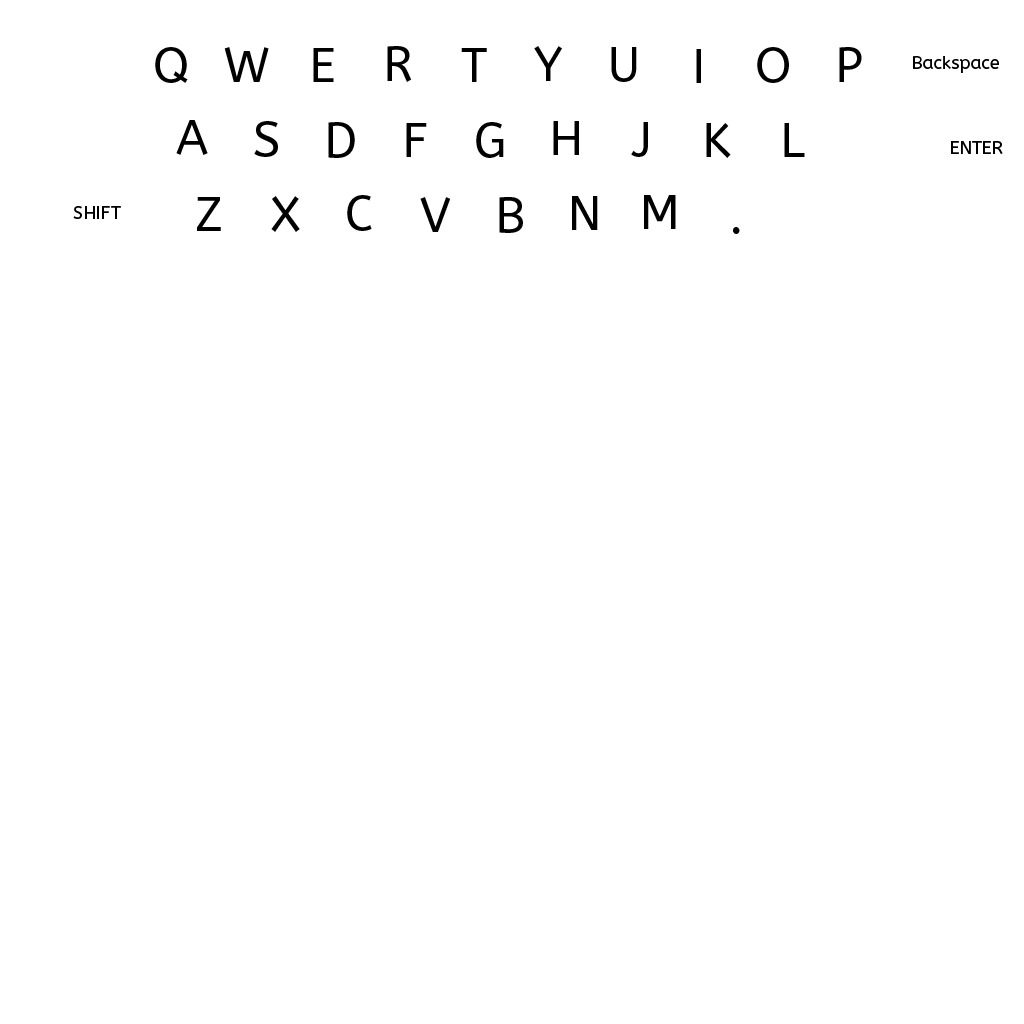 Q W E R T Y U I O P Backspace
A S D F G H J K L ENTER
SHIFT Z X C V B N M .